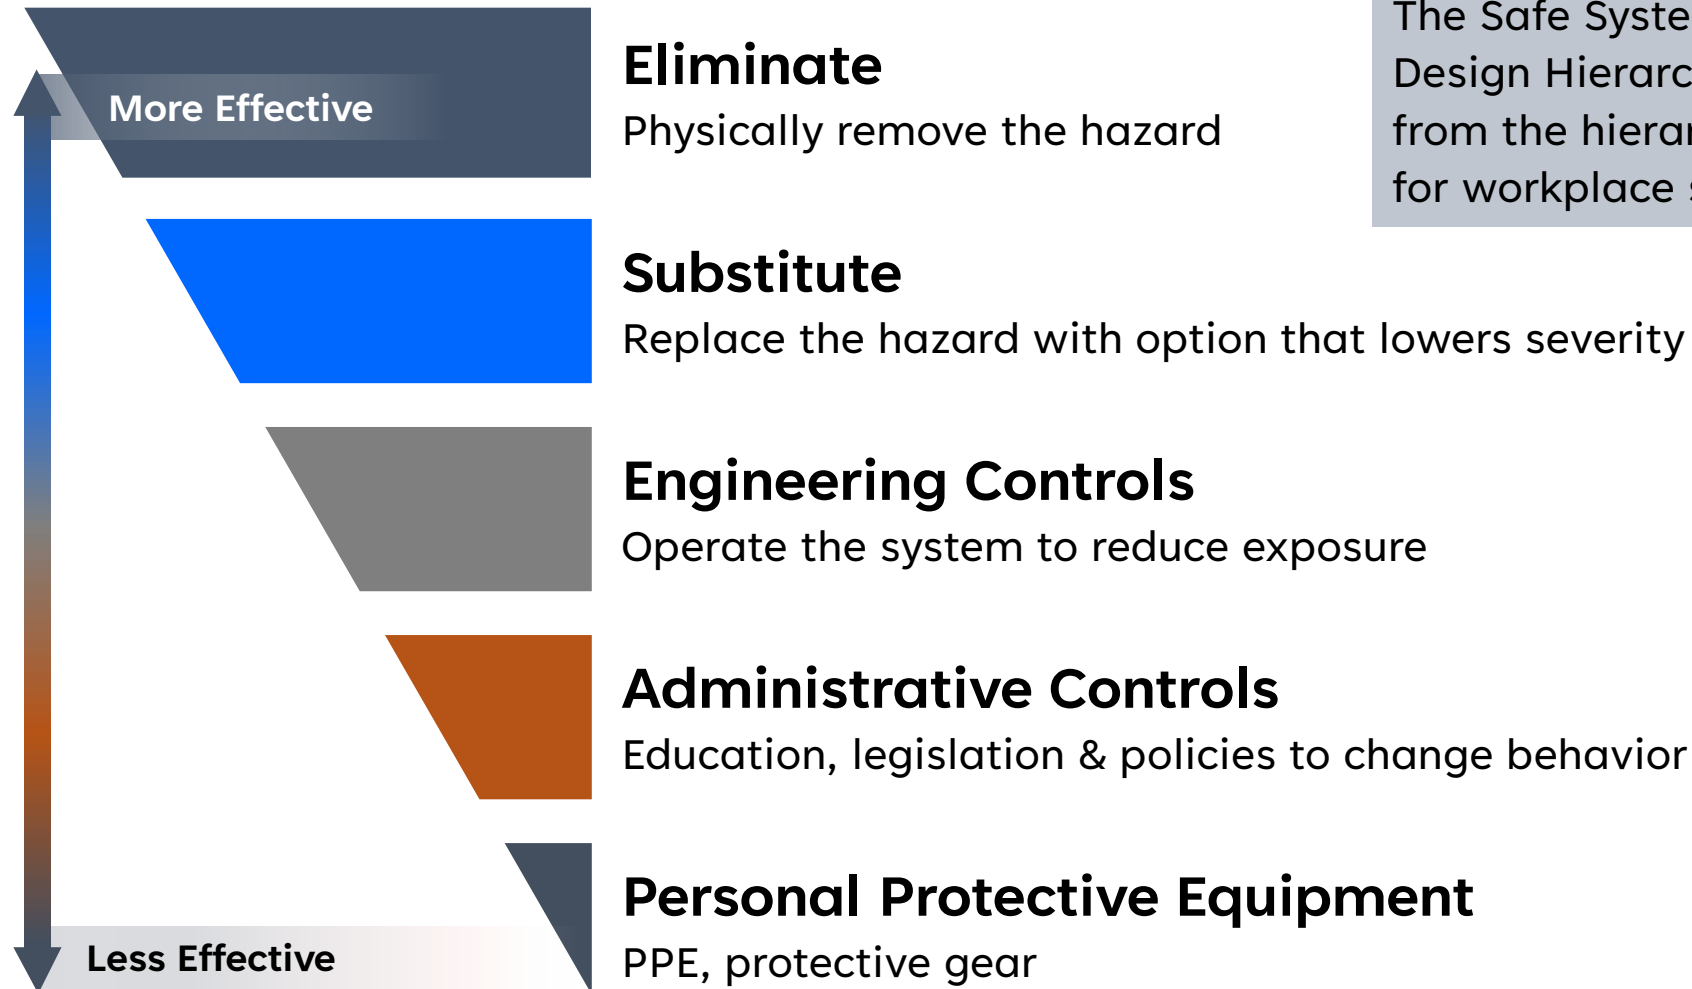 More Effective
Eliminate
Physically remove the hazard
The Safe
Design
from the
for workplace
Substitute
Replace the hazard with option that lowers severity
Engineering Controls
Operate the system to reduce exposure
Administrative Controls
Education, legislation & policies to change behavior
Personal Protective Equipment
PPE, protective gear
Less Effective